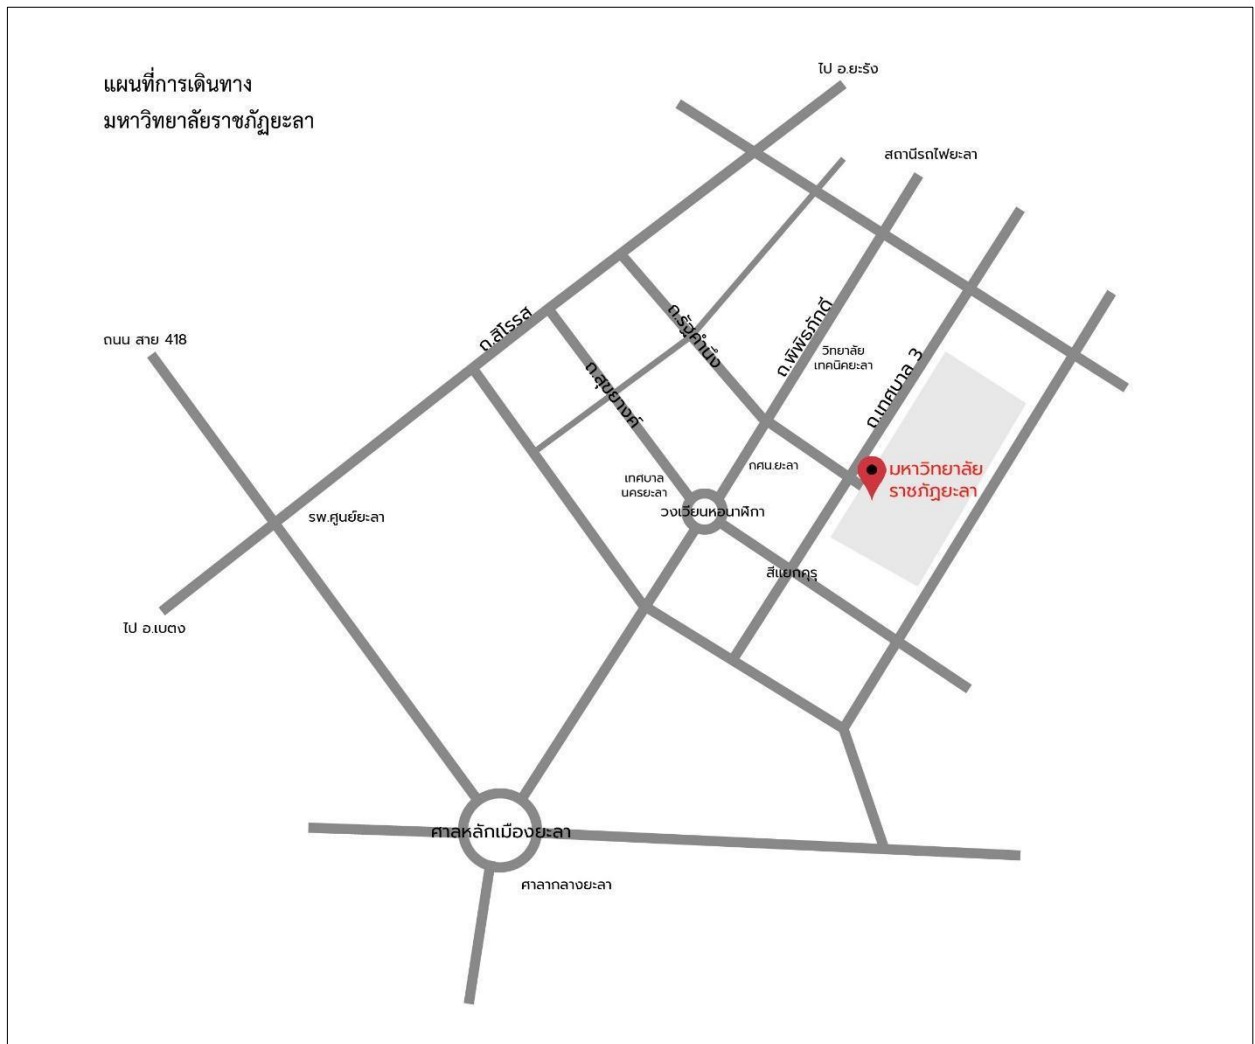 แผนที่การเดินทาง
มหาวิทยาลัยราชภัฏยะลา
ไป อ.ยะรัง
สถานีรถไฟยะลา
ถนน สาย 418
ถ.สิโรรส
ถ.รัฐคำนึง
ถ.พิพิธภักดี
วิทยาลัย
เทคนิคยะลา
ถ.เทศบาล 3
ถ.สุขยางค์
กศน.ยะลา
มหาวิทยาลัย
ราชภัฏยะลา
เทศบาล
นครยะลา
วงเวียนหอนาฬิกา
รพ.ศูนย์ยะลา
สี่แยกคุรุ
ไป อ.เบตง
ศาลหลักเมืองยะลา
ศาลากลางยะลา